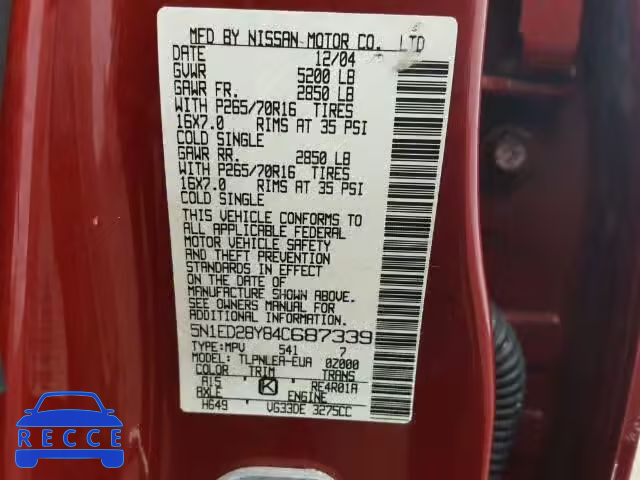 MFD BY NISSAN MOTOR CO., LTD
DATE 12/04
GVWR 5200 LB
GAWR FR. 2850 LB
WITH P265/70R16 TIRES
16X7.0 RIMS AT 35 PSI
COLD SINGLE
GAWR RR. 2850 LB
WITH P265/70R16 TIRES
16X7.0 RIMS AT 35 PSI
COLD SINGLE
THIS VEHICLE CONFORMS TO
ALL APPLICABLE FEDERAL
MOTOR VEHICLE SAFETY
AND THEFT PREVENTION
STANDARDS IN EFFECT
ON THE DATE OF
MANUFACTURE SHOWN ABOVE.
SEE OWNERS MANUAL FOR
ADDITIONAL INFORMATION
5N1ED28Y84C687339
TYPE:MPV 541 7
MODEL: TLPNLEA-EUA 0Z000
COLOR TRIM TRANS
A15 K RE4R01A
AXLE ENGINE
H649 VG33DE 3275CC
RECCE